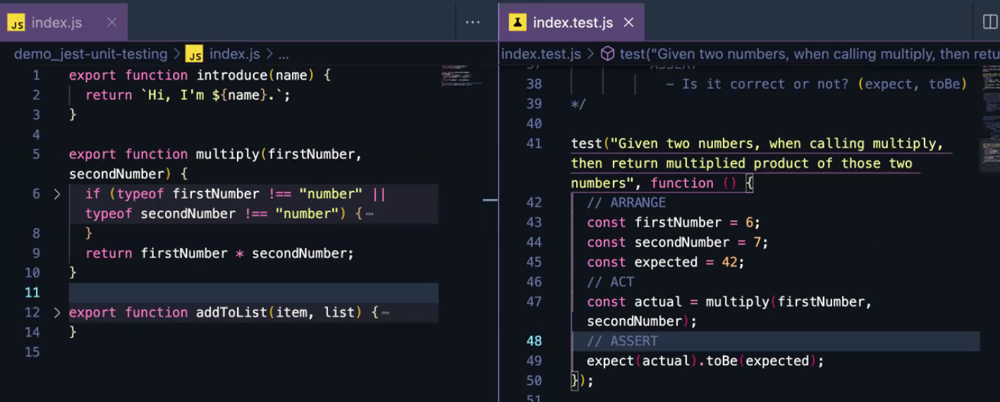 JS index.js ×
demo_jest-unit-testing > JS index.js > ...
1 export function introduce(name) {
2 return `Hi, I'm ${name}.`;
3 }
4
5 export function multiply(firstNumber,
secondNumber) {
6 if (typeof firstNumber !== "number" ||
typeof secondNumber !== "number") {⋯
8 }
9 return firstNumber * secondNumber;
10 }
11
12 export function addToList(item, list) {⋯
14 }
15
index.test.js ×
index.test.js > test("Given two numbers, when calling multiply, then retu
37 ASSERT
38 - Is it correct or not? (expect, toBe)
39 */
40
41 test("Given two numbers, when calling multiply,
then return multiplied product of those two
numbers", function () {
42 // ARRANGE
43 const firstNumber = 6;
44 const secondNumber = 7;
45 const expected = 42;
46 // ACT
47 const actual = multiply(firstNumber,
secondNumber);
48 // ASSERT
49 expect(actual).toBe(expected);
50 });
51